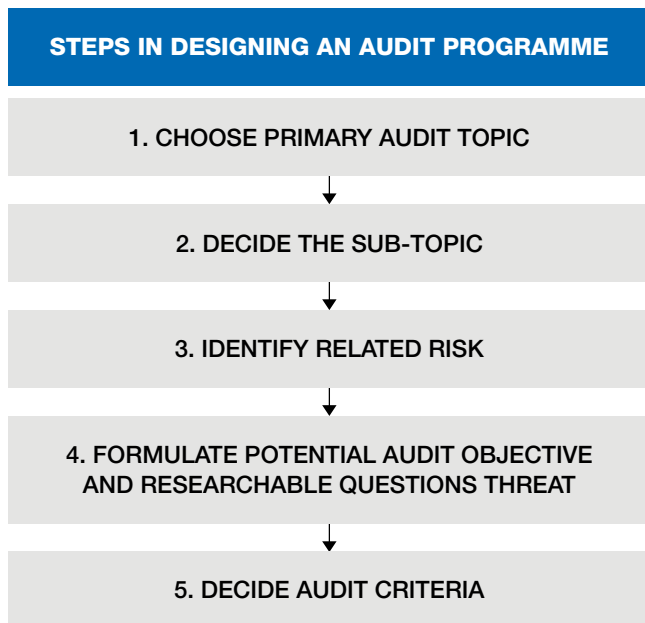 STEPS IN DESIGNING AN AUDIT PROGRAMME
1. CHOOSE PRIMARY AUDIT TOPIC
2. DECIDE THE SUB-TOPIC
3. IDENTIFY RELATED RISK
4. FORMULATE POTENTIAL AUDIT OBJECTIVE
AND RESEARCHABLE QUESTIONS THREAT
5. DECIDE AUDIT CRITERIA